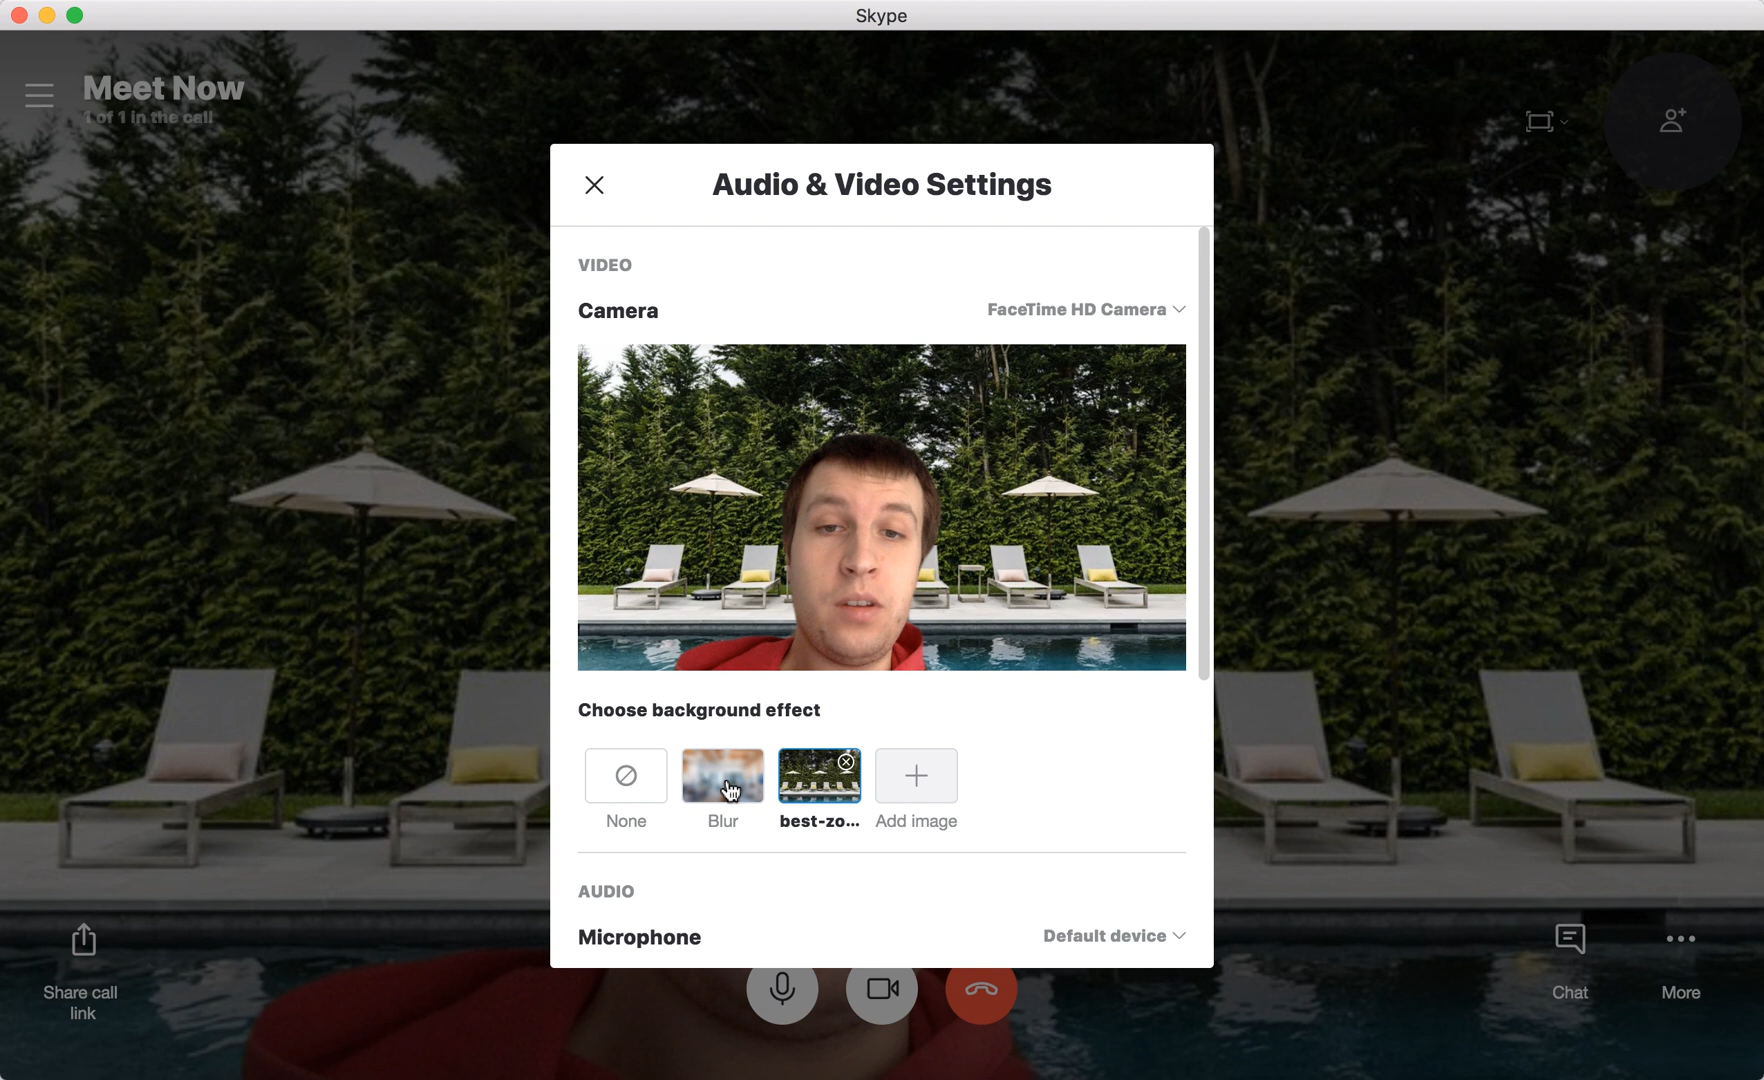 Skype
Meet Now
1 of 1 in the call
Audio & Video Settings
VIDEO
Camera
FaceTime HD Camera
Choose background effect
None
Blur
best-zo...
Add image
AUDIO
Microphone
Default device
Share call
link
Chat
More